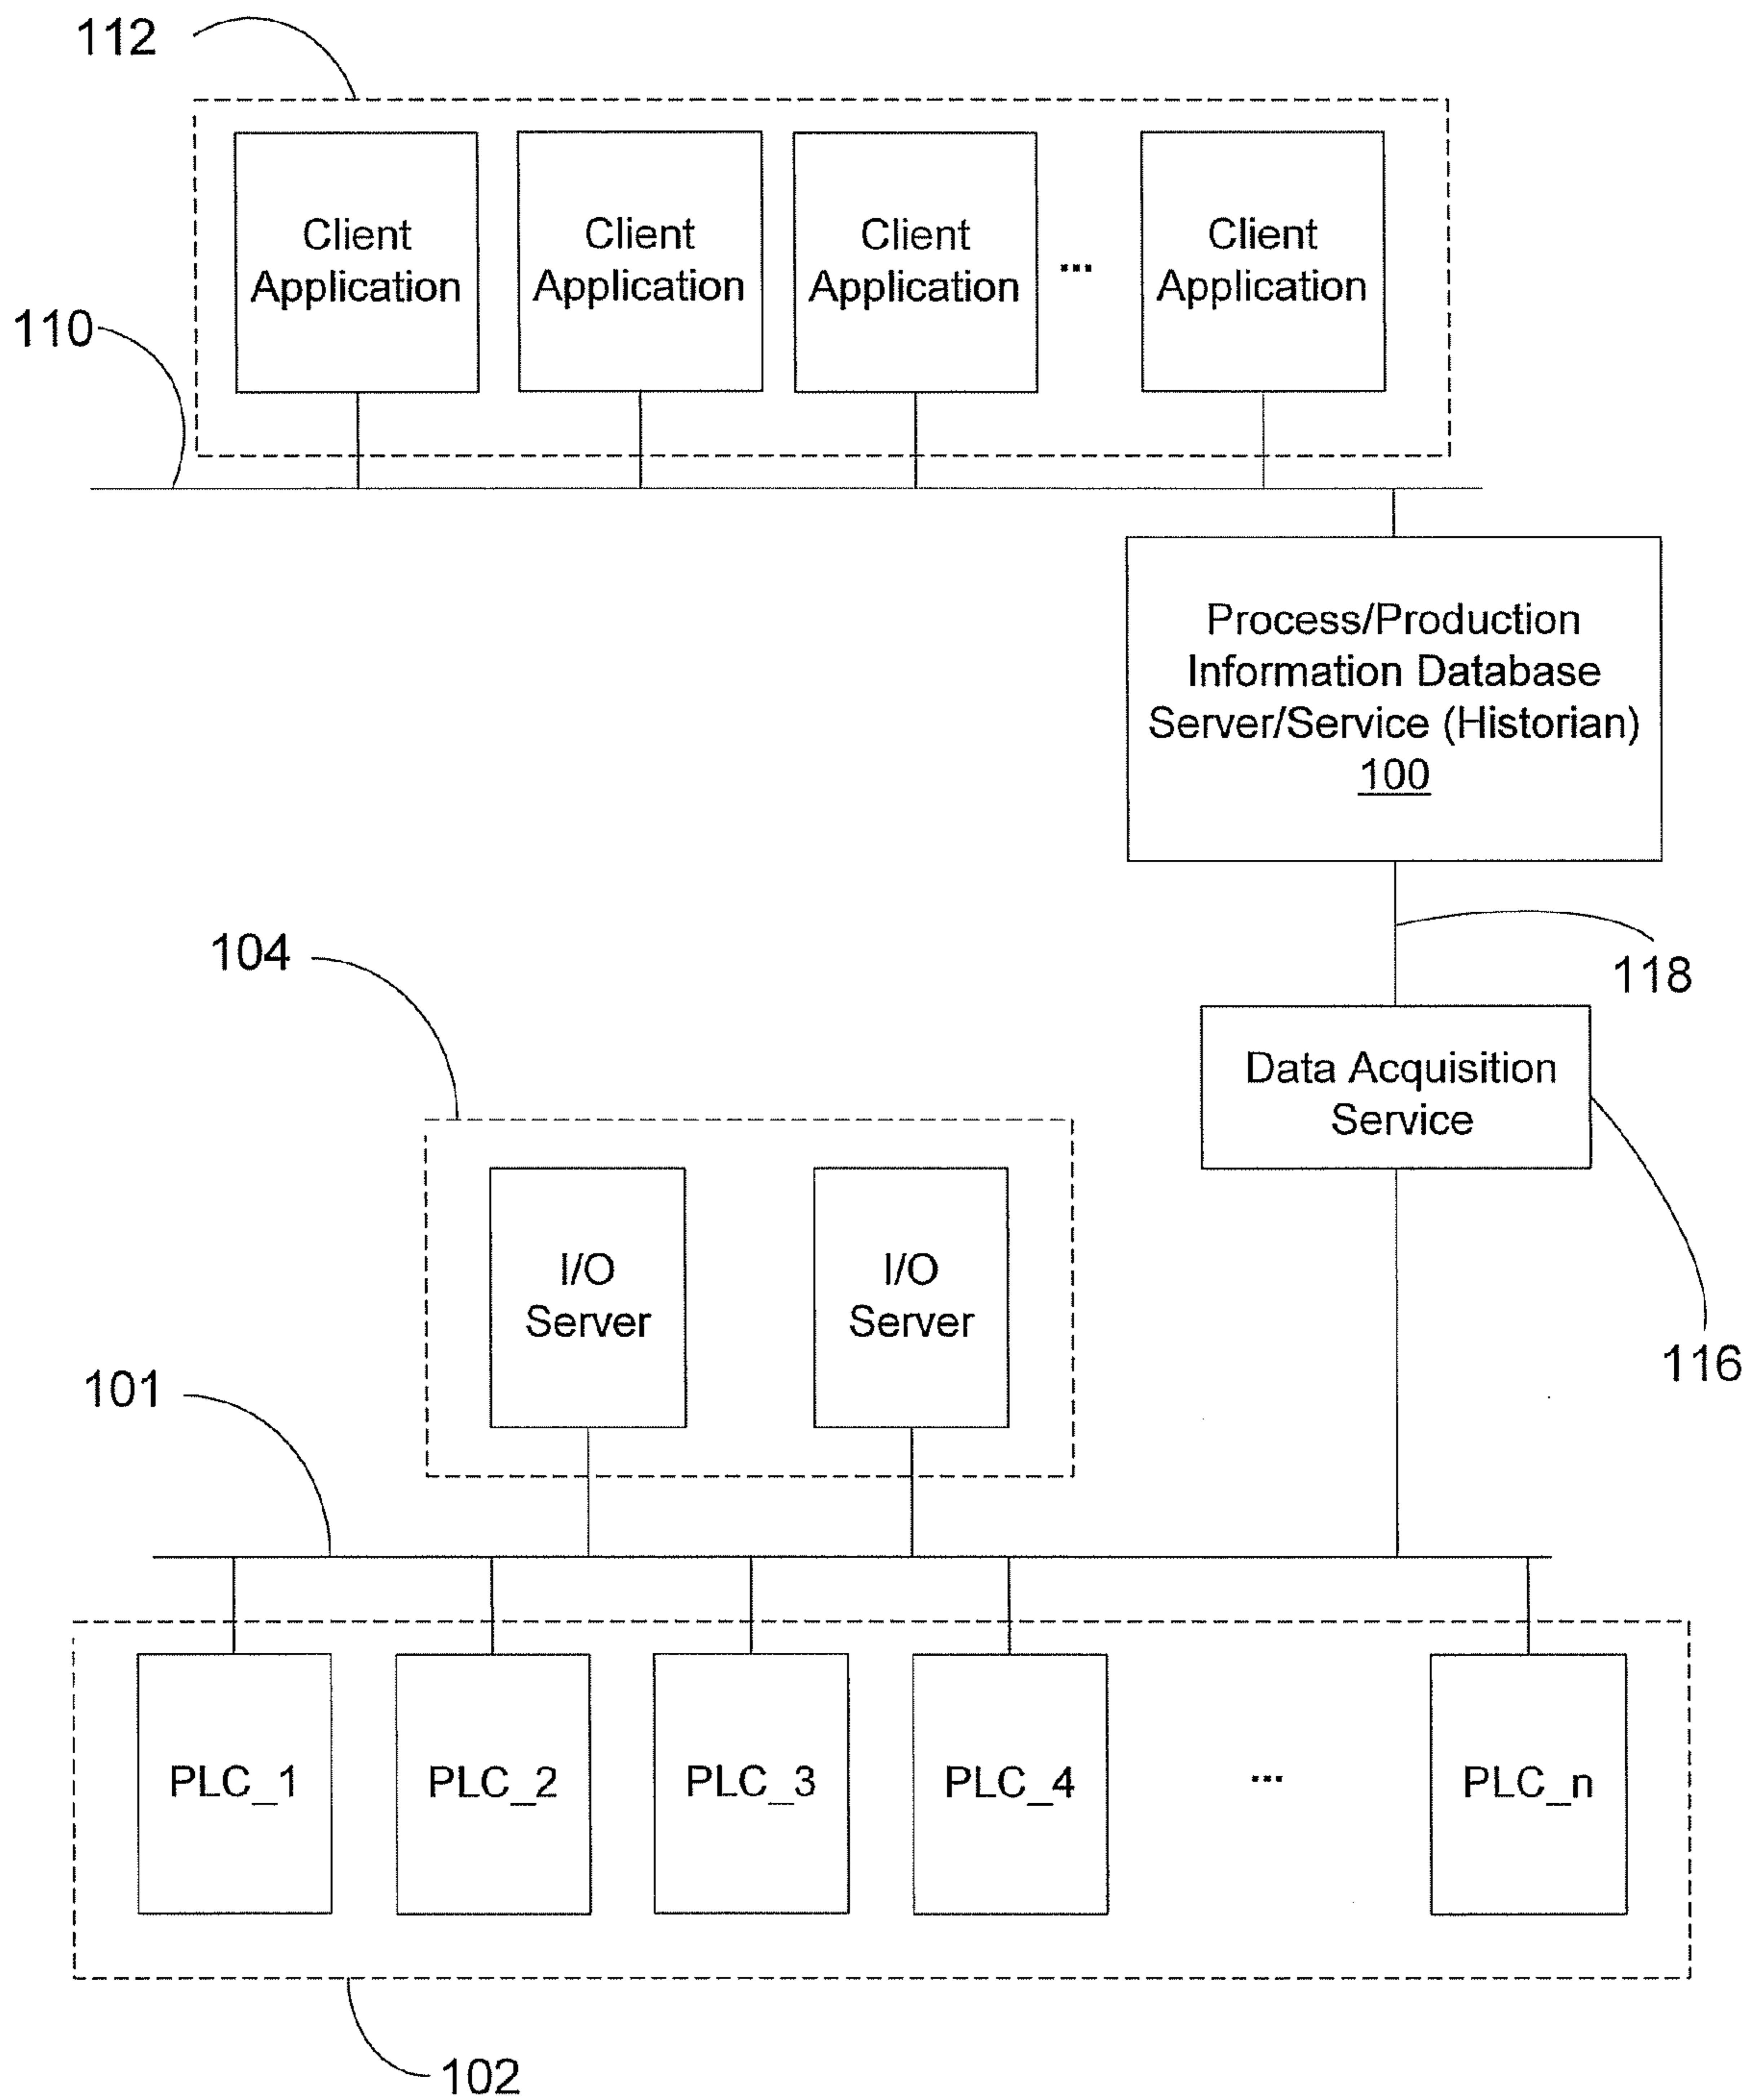 112
Client
Application
Client
Application
Client
Application
...
Client
Application
110
Process/Production
Information Database
Server/Service (Historian)
100
118
104
Data Acquisition
Service
I/O
Server
I/O
Server
116
101
PLC_1
PLC_2
PLC_3
PLC_4
...
PLC_n
102